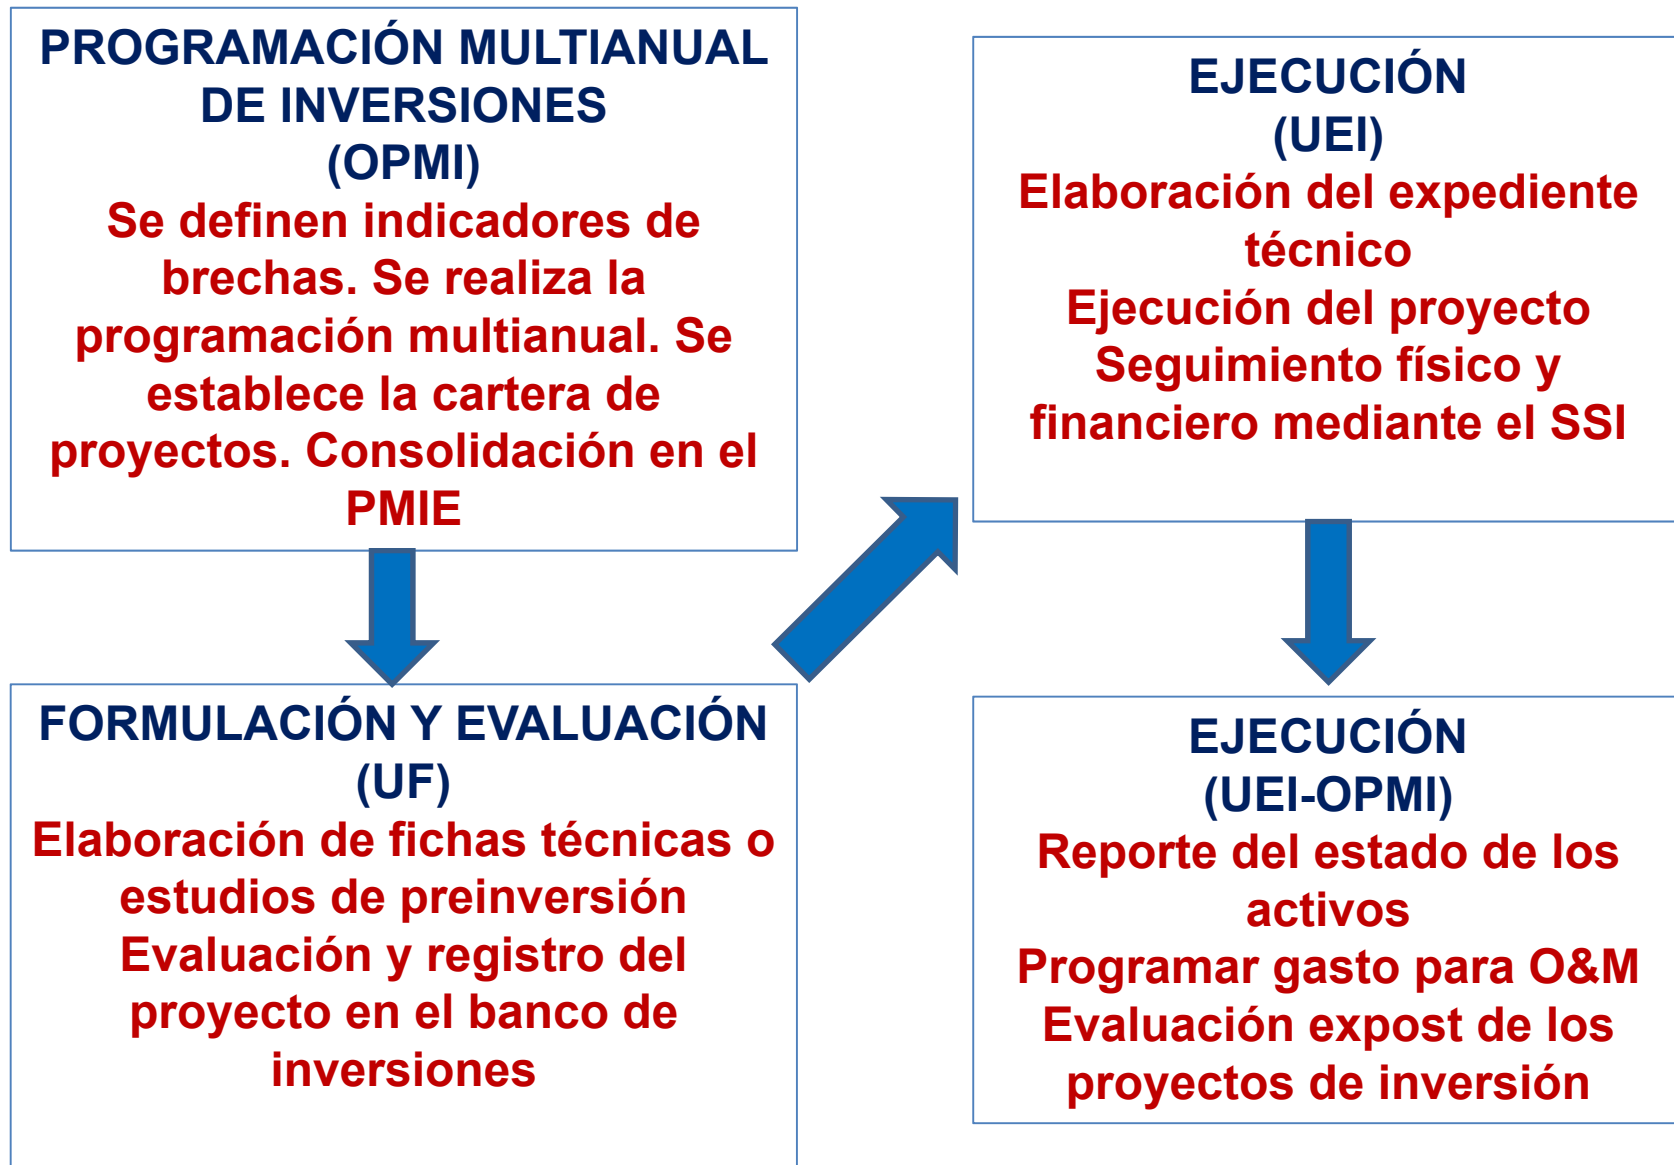 PROGRAMACIÓN MULTIANUAL
DE INVERSIONES
(OPMI)
Se definen indicadores de
brechas. Se realiza la
programación multianual. Se
establece la cartera de
proyectos. Consolidación en el
PMIE
FORMULACIÓN Y EVALUACIÓN
(UF)
Elaboración de fichas técnicas o
estudios de preinversión
Evaluación y registro del
proyecto en el banco de
inversiones
EJECUCIÓN
(UEI)
Elaboración del expediente
técnico
Ejecución del proyecto
Seguimiento físico y
financiero mediante el SSI
EJECUCIÓN
(UEI-OPMI)
Reporte del estado de los
activos
Programar gasto para O&M
Evaluación expost de los
proyectos de inversión